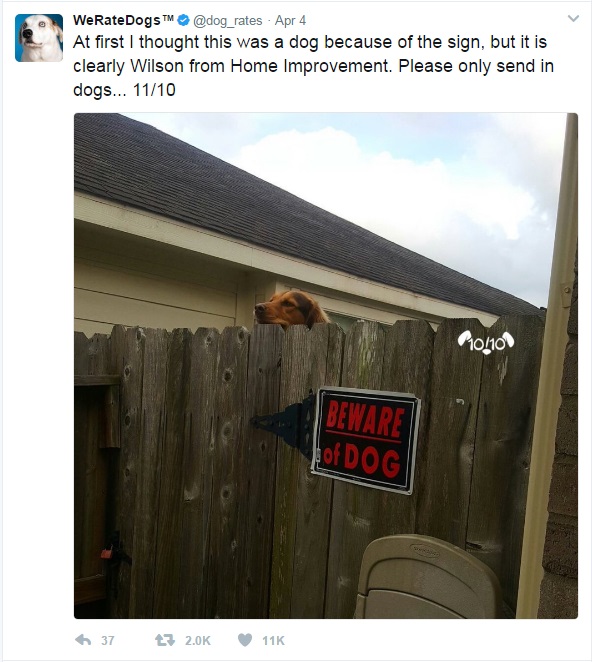 WeRateDogs™ @dog_rates · Apr 4
At first I thought this was a dog because of the sign, but it is
clearly Wilson from Home Improvement. Please only send in
dogs... 11/10
10/10
BEWARE
of DOG
37 2.0K 11K